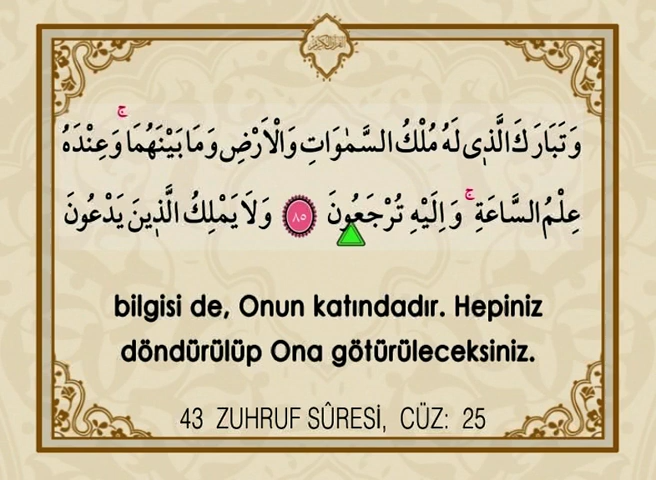 وَتَبَارَكَ الَّذ۪ي لَهُ مُلْكُ السَّمٰوَاتِ وَالْاَرْضِ وَمَا بَيْنَهُمَاۚ وَعِنْدَهُ
عِلْمُ السَّاعَةِۚ وَاِلَيْهِ تُرْجَعُونَ ٨٥ وَلَا يَمْلِكُ الَّذ۪ينَ يَدْعُونَ
bilgisi de, Onun katındadır. Hepiniz
döndürülüp Ona götürüleceksiniz.
43 ZUHRUF SÛRESİ, CÜZ: 25